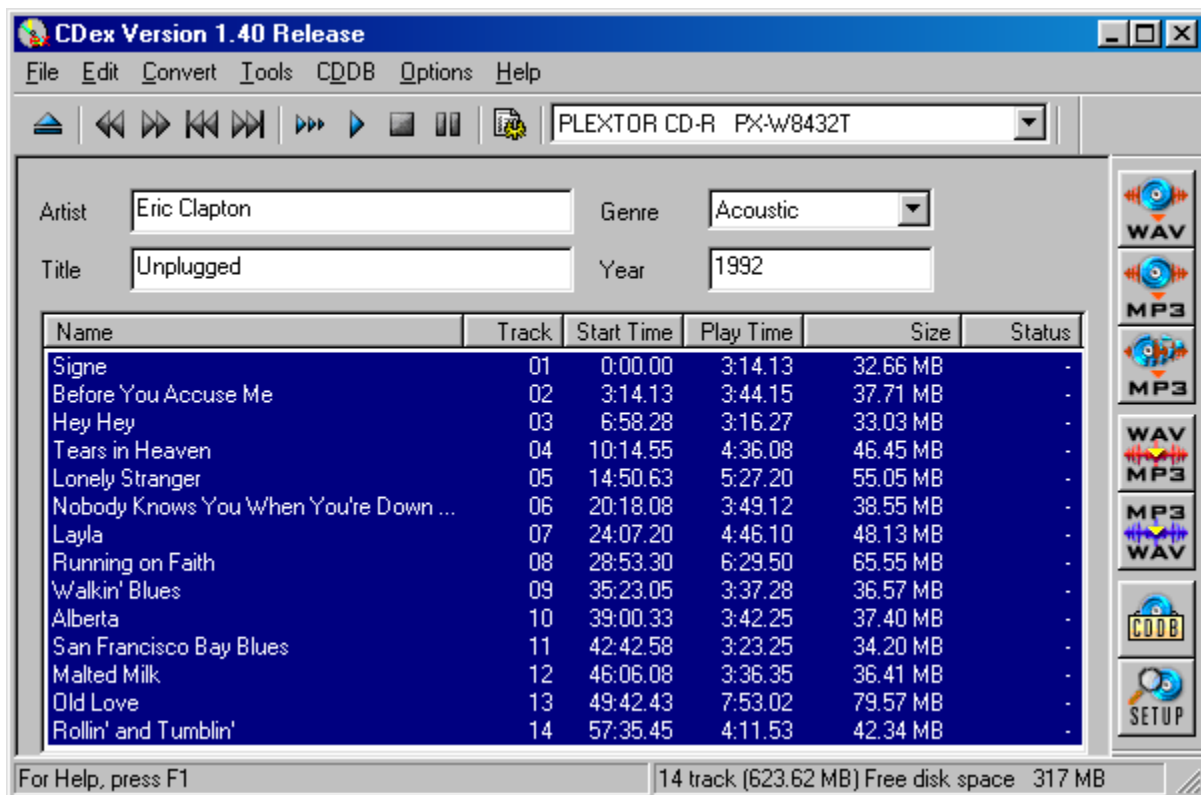 CDex Version 1.40 Release
File Edit Convert Tools CDDB Options Help
PLEXTOR CD-R PX-W8432T
Artist Eric Clapton Genre Acoustic
Title Unplugged Year 1992
Name Track Start Time Play Time Size Status
Signe 01 0:00.00 3:14.13 32.66 MB -
Before You Accuse Me 02 3:14.13 3:44.15 37.71 MB -
Hey Hey 03 6:58.28 3:16.27 33.03 MB -
Tears in Heaven 04 10:14.55 4:36.08 46.45 MB -
Lonely Stranger 05 14:50.63 5:27.20 55.05 MB -
Nobody Knows You When You're Down ... 06 20:18.08 3:49.12 38.55 MB -
Layla 07 24:07.20 4:46.10 48.13 MB -
Running on Faith 08 28:53.30 6:29.50 65.55 MB -
Walkin' Blues 09 35:23.05 3:37.28 36.57 MB -
Alberta 10 39:00.33 3:42.25 37.40 MB -
San Francisco Bay Blues 11 42:42.58 3:23.25 34.20 MB -
Malted Milk 12 46:06.08 3:36.35 36.41 MB -
Old Love 13 49:42.43 7:53.02 79.57 MB -
Rollin' and Tumblin' 14 57:35.45 4:11.53 42.34 MB -
WAV
MP3
MP3
WAV
MP3
MP3
WAV
CDDB
SETUP
For Help, press F1 14 track (623.62 MB) Free disk space 317 MB